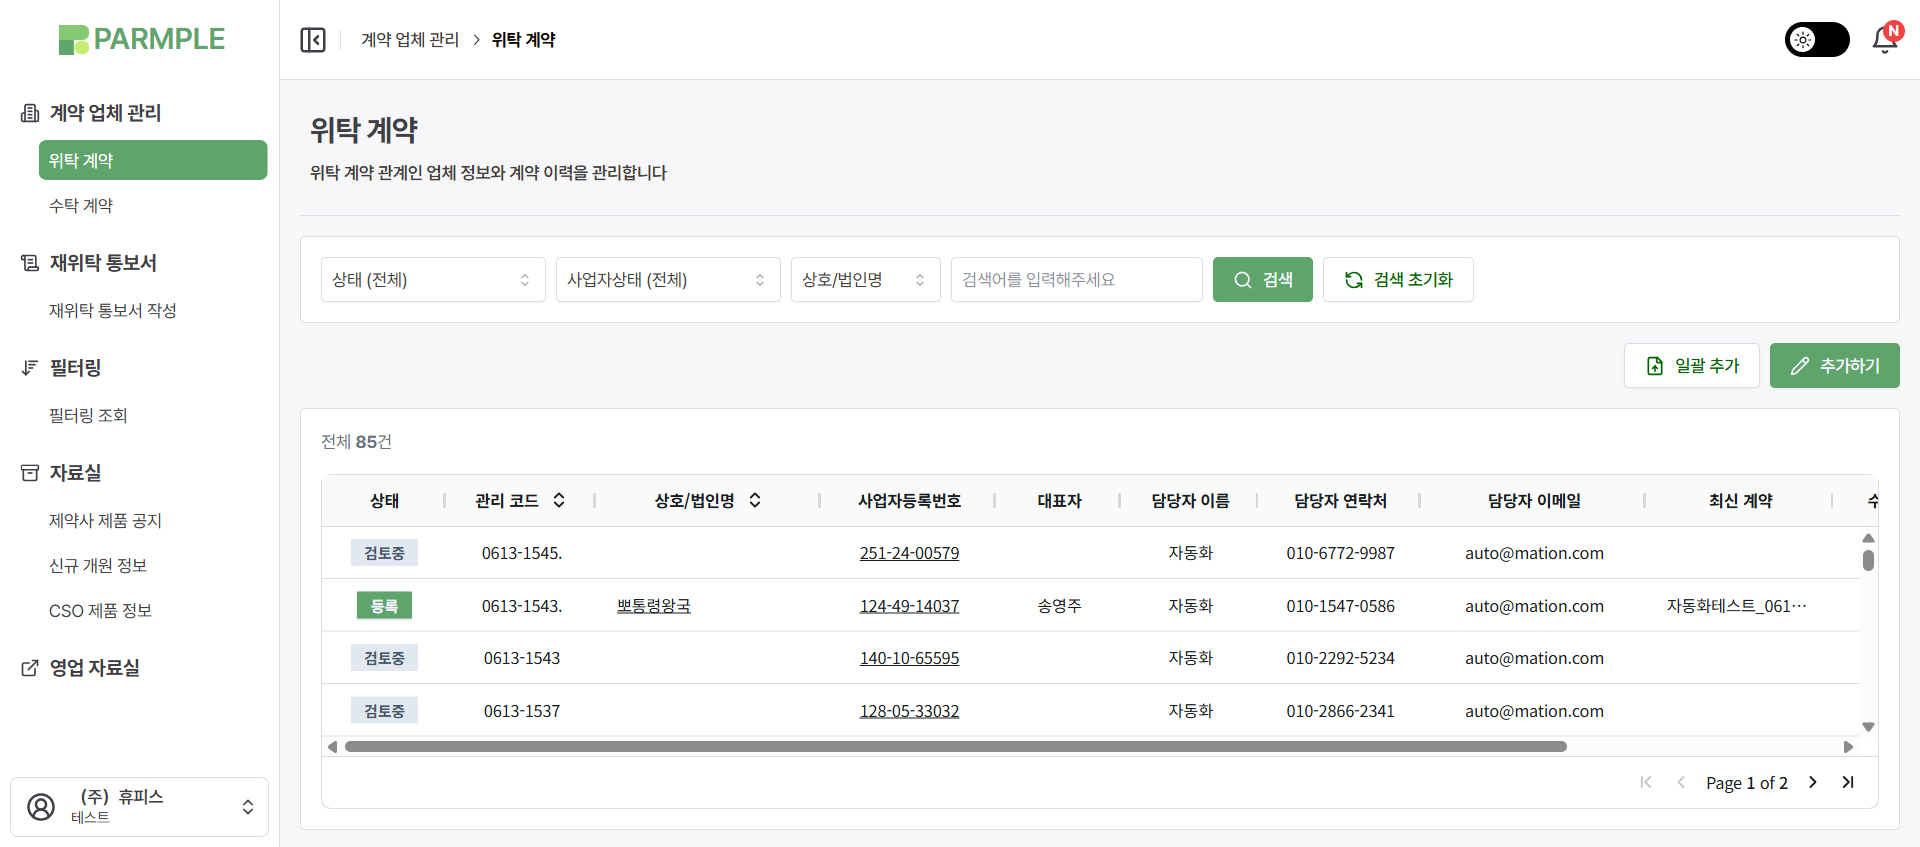 PARMPLE
계약 업체 관리
위탁 계약
수탁 계약
재위탁 통보서
재위탁 통보서 작성
필터링
필터링 조회
자료실
제약사 제품 공지
신규 개원 정보
CSO 제품 정보
영업 자료실
(주) 휴피스
테스트
계약 업체 관리 > 위탁 계약
N
위탁 계약
위탁 계약 관계인 업체 정보와 계약 이력을 관리합니다
상태 (전체) 사업자상태 (전체) 상호/법인명 검색어를 입력해주세요 검색 검색 초기화
일괄 추가 추가하기
전체 85건
상태 관리 코드 상호/법인명 사업자등록번호 대표자 담당자 이름 담당자 연락처 담당자 이메일 최신 계약
검토중 0613-1545. 251-24-00579 자동화 010-6772-9987 auto@mation.com
등록 0613-1543. 뽀통령왕국 124-49-14037 송영주 자동화 010-1547-0586 auto@mation.com 자동화테스트_061…
검토중 0613-1543 140-10-65595 자동화 010-2292-5234 auto@mation.com
검토중 0613-1537 128-05-33032 자동화 010-2866-2341 auto@mation.com
Page 1 of 2